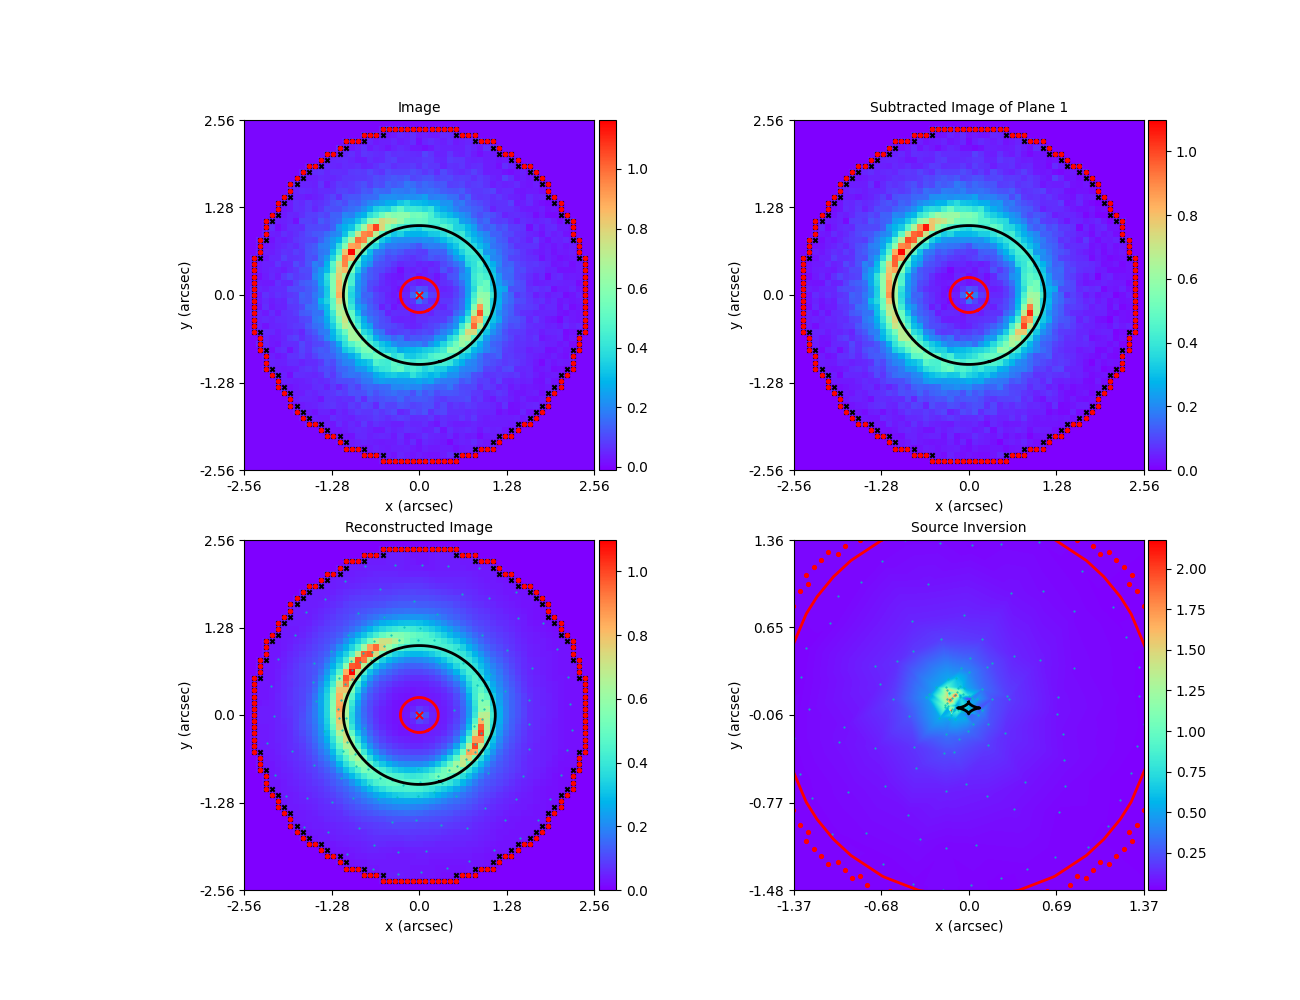 Image
2.56
1.28
0.0
-1.28
-2.56
y (arcsec)
-2.56 -1.28 0.0 1.28 2.56
x (arcsec)
1.0
0.8
0.6
0.4
0.2
0.0
Subtracted Image of Plane 1
2.56
1.28
0.0
-1.28
-2.56
y (arcsec)
-2.56 -1.28 0.0 1.28 2.56
x (arcsec)
1.0
0.8
0.6
0.4
0.2
0.0
Reconstructed Image
2.56
1.28
0.0
-1.28
-2.56
y (arcsec)
-2.56 -1.28 0.0 1.28 2.56
x (arcsec)
1.0
0.8
0.6
0.4
0.2
0.0
Source Inversion
1.36
0.65
-0.06
-0.77
-1.48
y (arcsec)
-1.37 -0.68 0.0 0.69 1.37
x (arcsec)
2.00
1.75
1.50
1.25
1.00
0.75
0.50
0.25